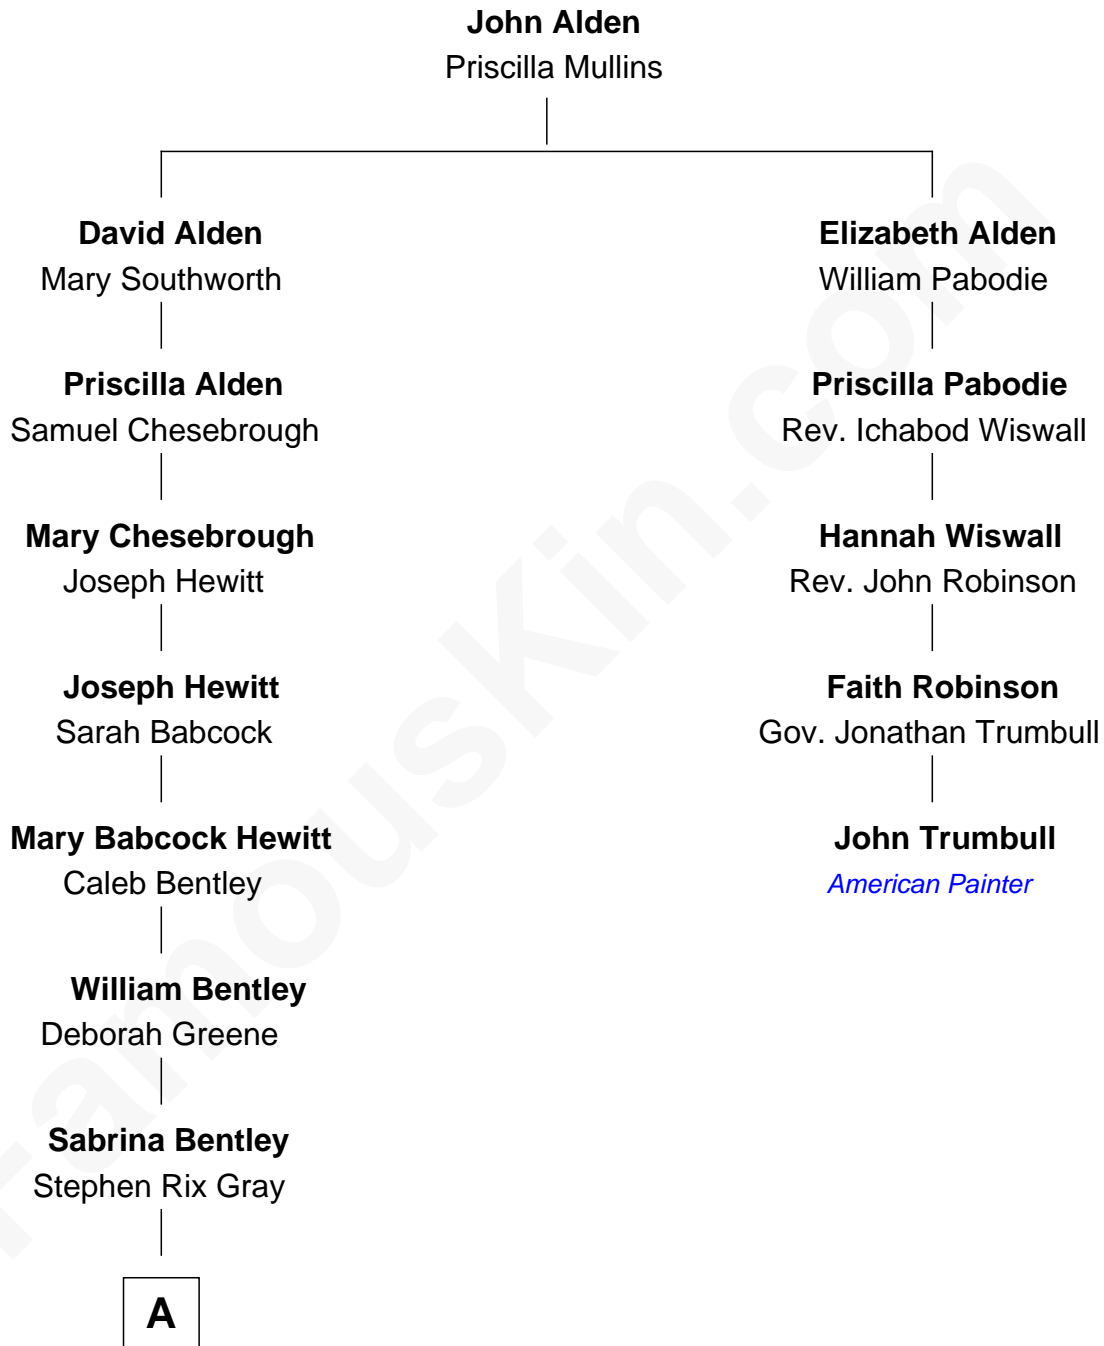 John Alden
Priscilla Mullins
David Alden
Mary Southworth
Elizabeth Alden
William Pabodie
Priscilla Alden
Samuel Chesebrough
Priscilla Pabodie
Rev. Ichabod Wiswall
Mary Chesebrough
Joseph Hewitt
Hannah Wiswall
Rev. John Robinson
Joseph Hewitt
Sarah Babcock
Faith Robinson
Gov. Jonathan Trumbull
Mary Babcock Hewitt
Caleb Bentley
John Trumbull
American Painter
William Bentley
Deborah Greene
Sabrina Bentley
Stephen Rix Gray
A
FamousKin.com